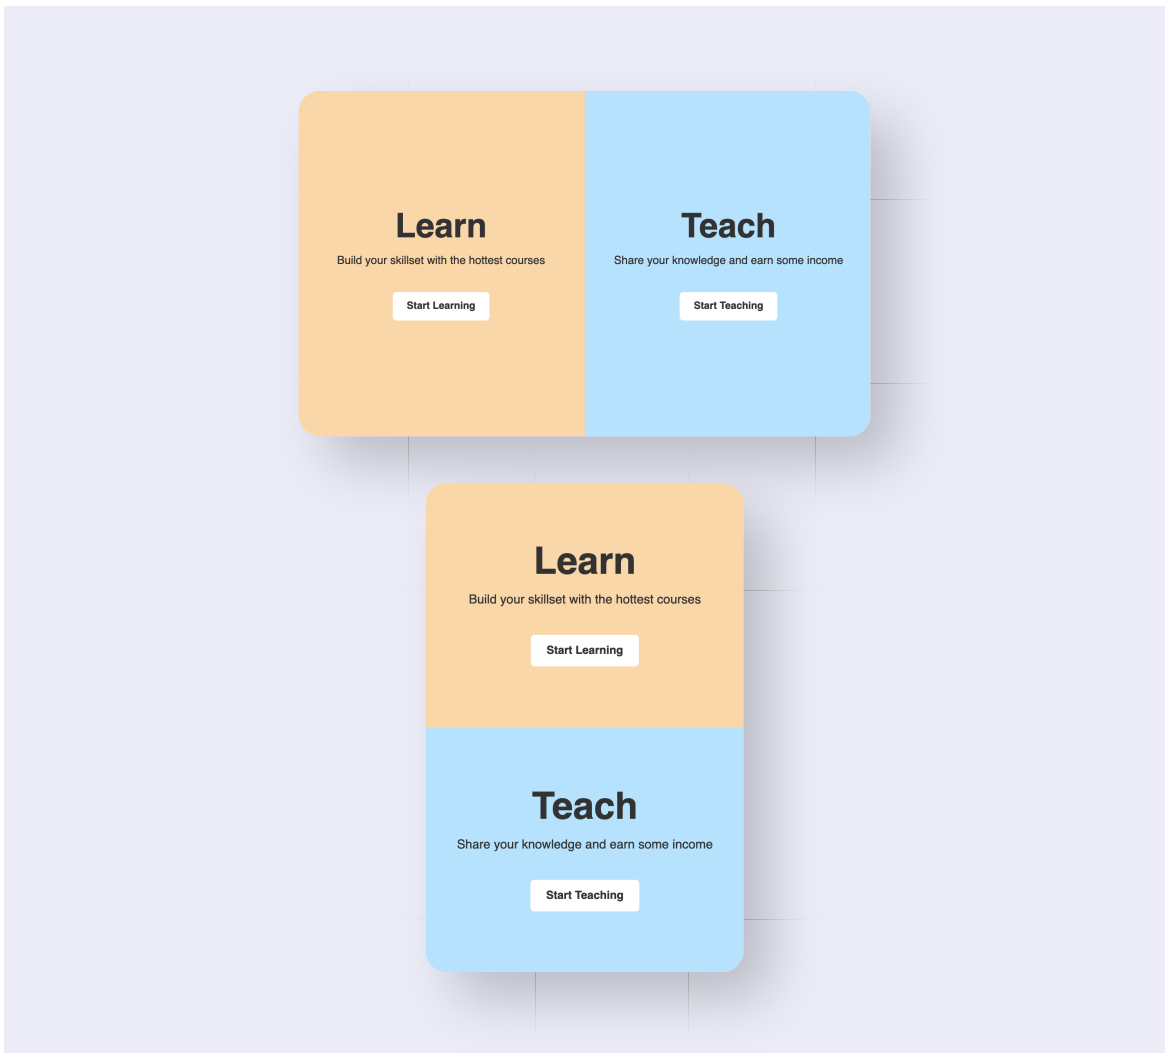 Learn
Build your skillset with the hottest courses
Start Learning
Teach
Share your knowledge and earn some income
Start Teaching
Learn
Build your skillset with the hottest courses
Start Learning
Teach
Share your knowledge and earn some income
Start Teaching